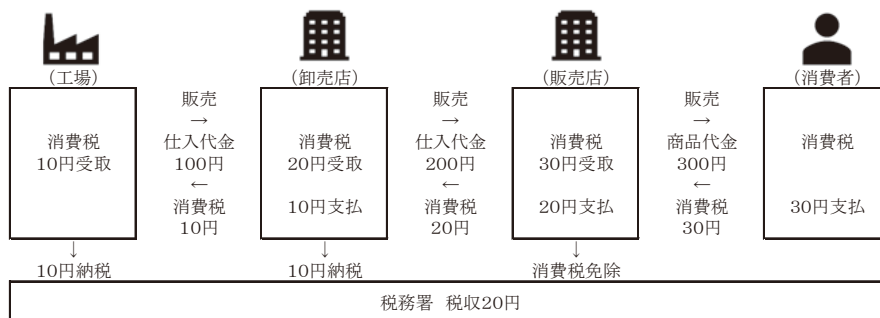 （工場）
（卸売店）
（販売店）
（消費者）
消費税
10円受取
販売
→
仕入代金
100円
←
消費税
10円
消費税
20円受取
10円支払
販売
→
仕入代金
200円
←
消費税
20円
消費税
30円受取
20円支払
販売
→
商品代金
300円
←
消費税
30円
消費税
30円支払
↓
10円納税
↓
10円納税
↓
消費税免除
税務署 税収20円